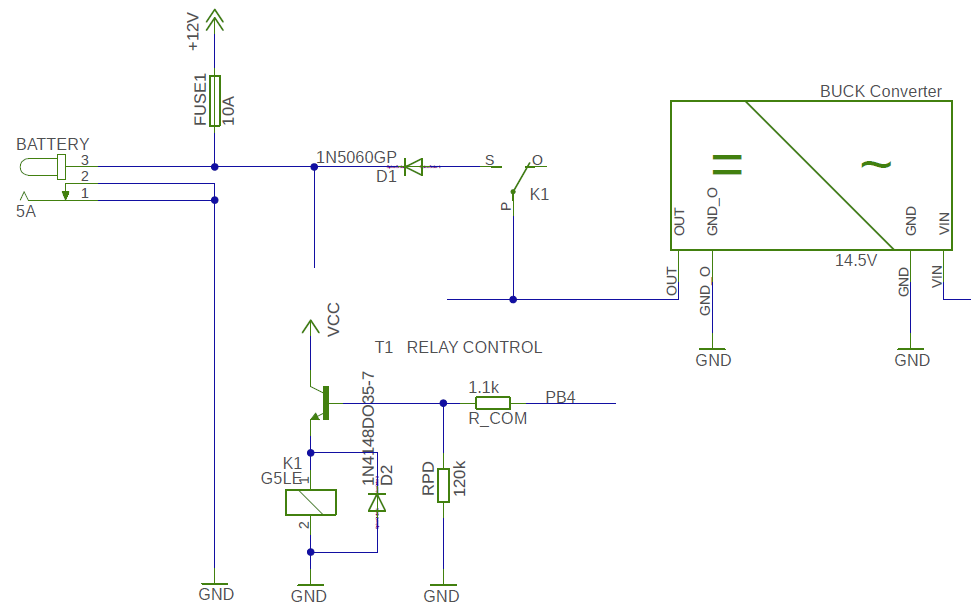 +12V
FUSE1
10A
BUCK Converter
BATTERY
3
2
1
5A
1N5060GP
D1
S
O
P
K1
OUT
GND_O
GND
VIN
14.5V
OUT
GND_O
GND
VIN
GND
GND
VCC
T1 RELAY CONTROL
1.1k
R_COM
PB4
1N4148DO35-7
D2
K1
G5LE
1
2
RPD
120k
GND
GND
GND